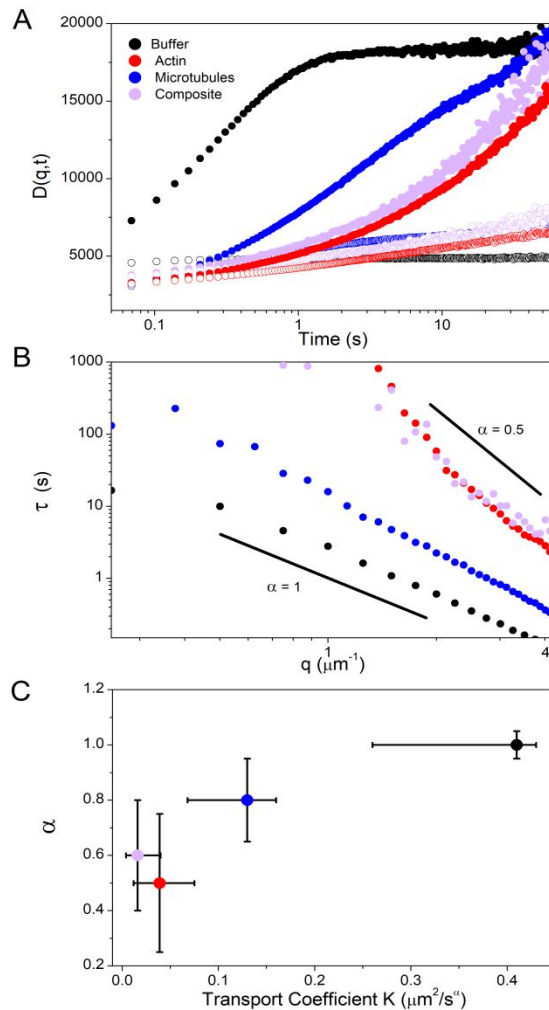 A
20000
15000
10000
5000
D(q,t)
Buffer
Actin
Microtubules
Composite
0.1
1
10
Time (s)
B
1000
100
10
1
τ (s)
α = 0.5
α = 1
1
4
q (μm⁻¹)
C
1.2
1.0
0.8
0.6
0.4
0.2
α
0.0
0.1
0.2
0.3
0.4
Transport Coefficient K (μm²/sᵅ)